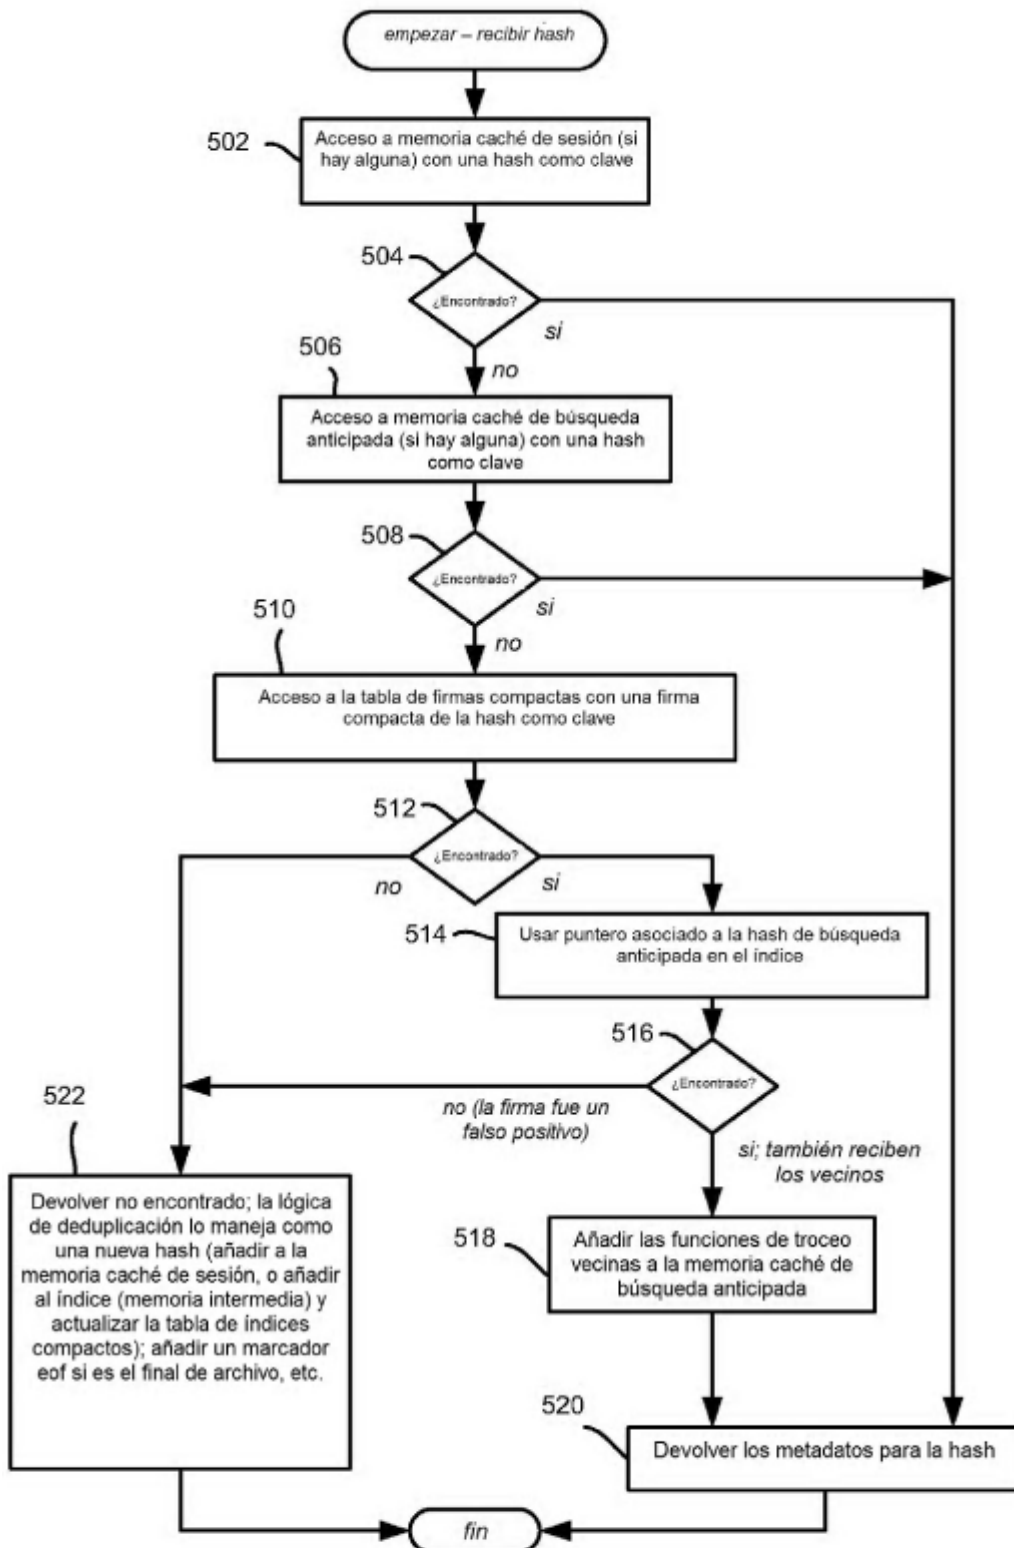 empezar – recibir hash
502
Acceso a memoria caché de sesión (si
hay alguna) con una hash como clave
504
¿Encontrado?
si
no
506
Acceso a memoria caché de búsqueda
anticipada (si hay alguna) con una hash
como clave
508
¿Encontrado?
si
no
510
Acceso a la tabla de firmas compactas con una firma
compacta de la hash como clave
512
¿Encontrado?
no
si
514
Usar puntero asociado a la hash de búsqueda
anticipada en el índice
516
¿Encontrado?
no (la firma fue un
falso positivo)
si; también reciben
los vecinos
522
Devolver no encontrado; la lógica
de deduplicación lo maneja como
una nueva hash (añadir a la
memoria caché de sesión, o añadir
al índice (memoria intermedia) y
actualizar la tabla de índices
compactos); añadir un marcador
eof si es el final de archivo, etc.
518
Añadir las funciones de troceo
vecinas a la memoria caché de
búsqueda anticipada
520
Devolver los metadatos para la hash
fin